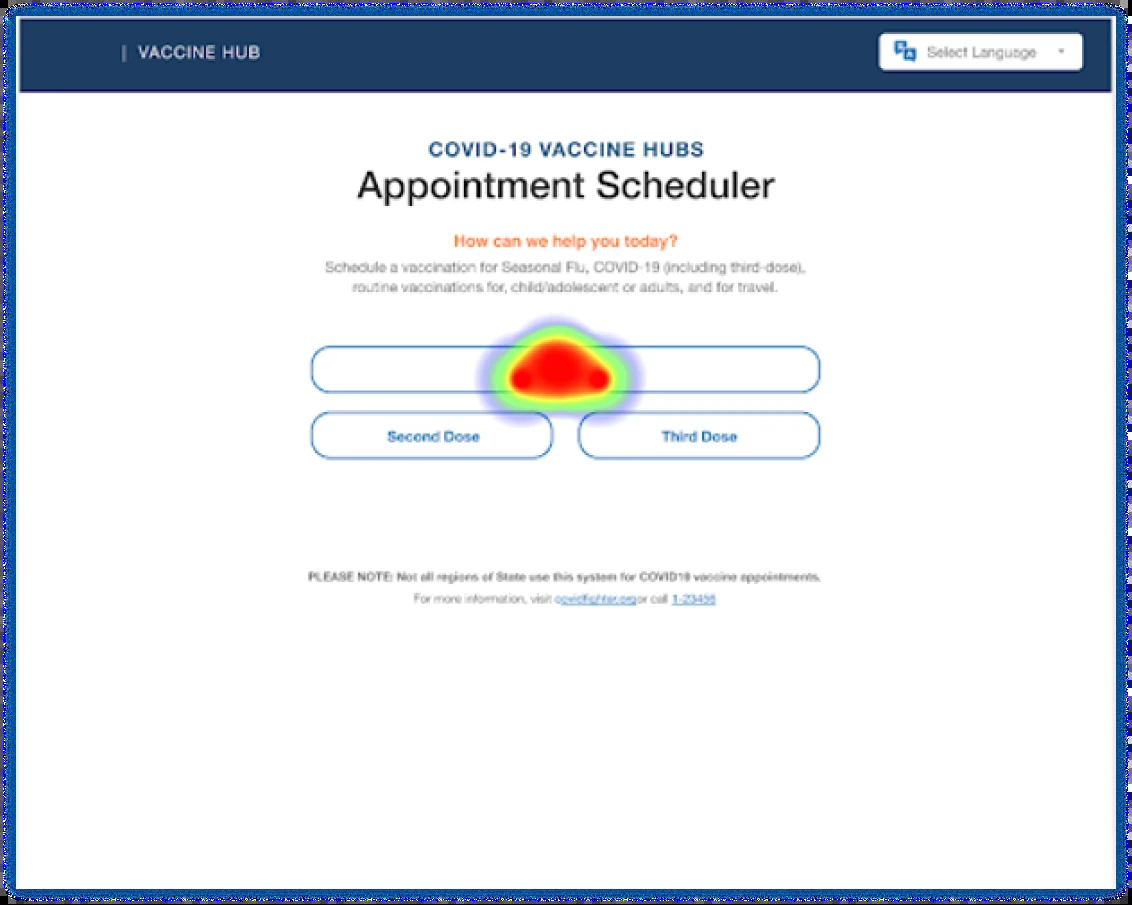 | VACCINE HUB
Select Language
COVID-19 VACCINE HUBS
Appointment Scheduler
How can we help you today?
Schedule a vaccination for Seasonal Flu, COVID-19 (including third-dose),
routine vaccinations for, child/adolescent or adults, and for travel.
Second Dose
Third Dose
PLEASE NOTE: Not all regions of State use this system for COVID19 vaccine appointments.
For more information, visit covidfighter.orgor call 1-23456